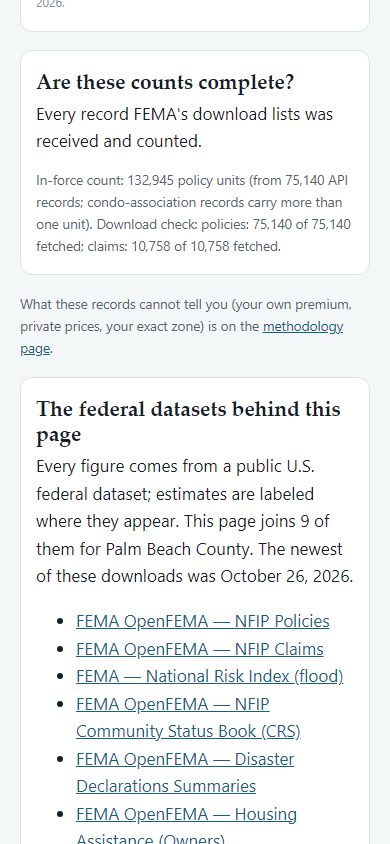 2026.
Are these counts complete?
Every record FEMA's download lists was
received and counted.
In-force count: 132,945 policy units (from 75,140 API
records; condo-association records carry more than
one unit). Download check: policies: 75,140 of 75,140
fetched; claims: 10,758 of 10,758 fetched.
What these records cannot tell you (your own premium,
private prices, your exact zone) is on the methodology
page.
The federal datasets behind this
page
Every figure comes from a public U.S.
federal dataset; estimates are labeled
where they appear. This page joins 9 of
them for Palm Beach County. The newest
of these downloads was October 26, 2026.
FEMA OpenFEMA — NFIP Policies
FEMA OpenFEMA — NFIP Claims
FEMA — National Risk Index (flood)
FEMA OpenFEMA — NFIP
Community Status Book (CRS)
FEMA OpenFEMA — Disaster
Declarations Summaries
FEMA OpenFEMA — Housing
Assistance (Owners)